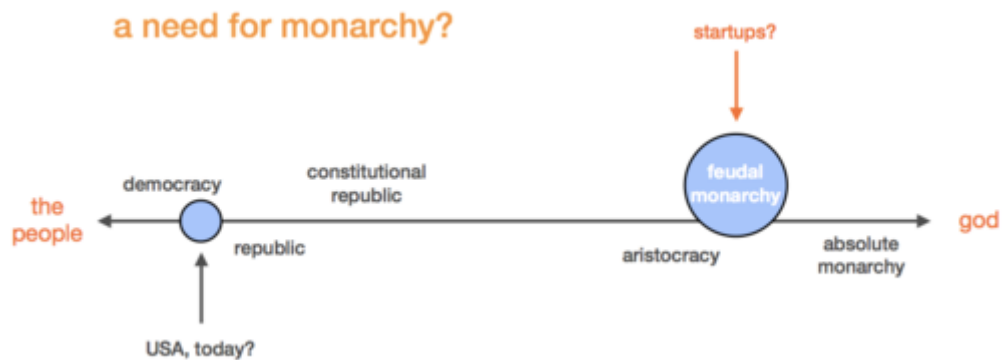 a need for monarchy?
startups?
feudal
monarchy
constitutional
republic
democracy
the
people
god
republic
aristocracy
absolute
monarchy
USA, today?